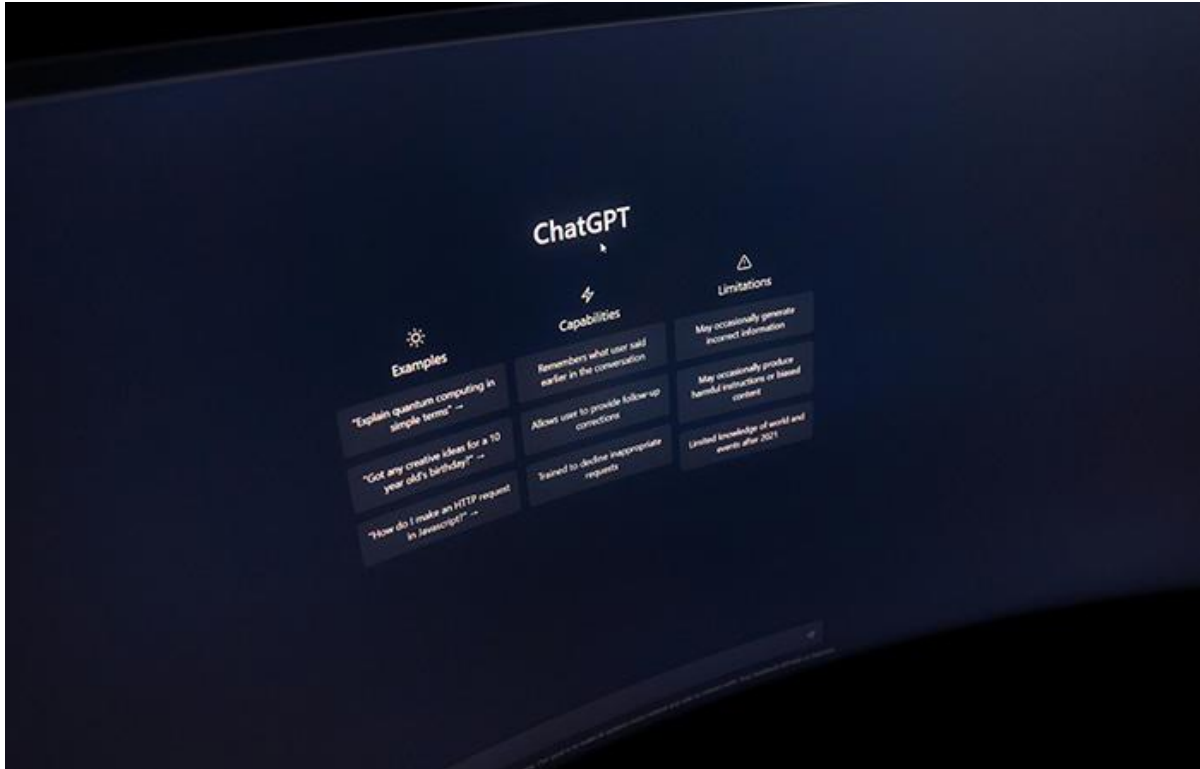 ChatGPT
Examples
"Explain quantum computing in
simple terms" →
"Got any creative ideas for a 10
year old's birthday?" →
"How do I make an HTTP request
in Javascript?" →
Capabilities
Remembers what user said
earlier in the conversation
Allows user to provide follow-up
corrections
Trained to decline inappropriate
requests
Limitations
May occasionally generate
incorrect information
May occasionally produce
harmful instructions or biased
content
Limited knowledge of world and
events after 2021